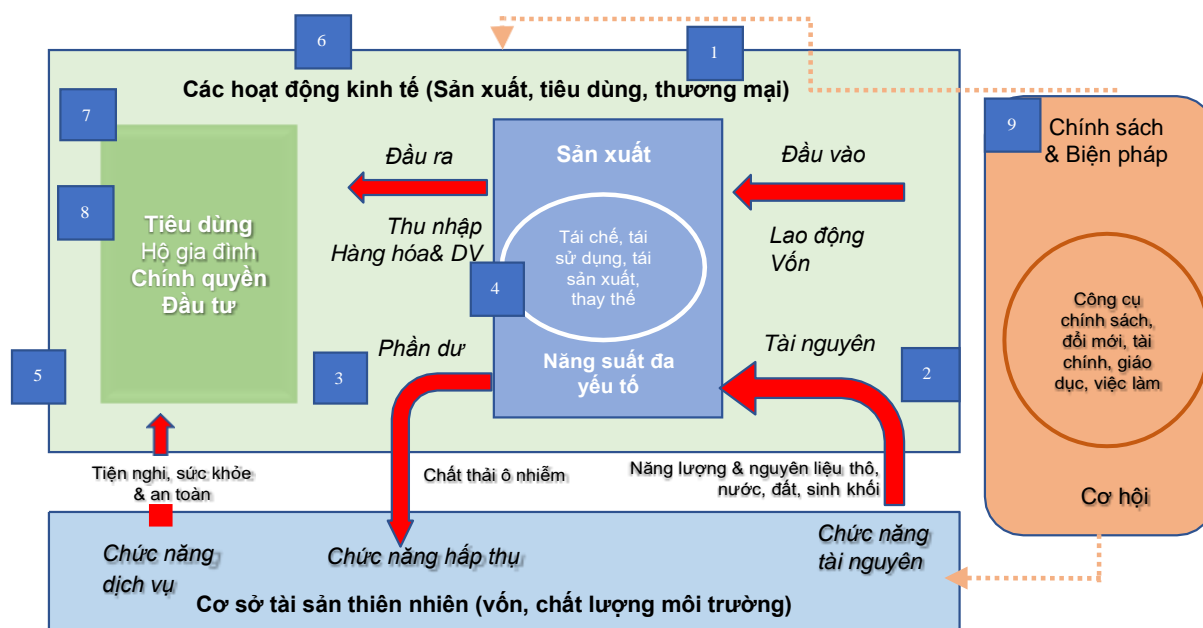 6
1
Các hoạt động kinh tế (Sản xuất, tiêu dùng, thương mại)
7
8
Tiêu dùng
Hộ gia đình
Chính quyền
Đầu tư
5
Đầu ra
Thu nhập
Hàng hóa& DV
4
Phần dư
3
Sản xuất
Tái chế, tái
sử dụng, tái
sản xuất,
thay thế
Năng suất đa
yếu tố
Đầu vào
Lao động
Vốn
Tài nguyên
2
9
Chính sách
& Biện pháp
Công cụ
chính sách,
đổi mới, tài
chính, giáo
dục, việc làm
Cơ hội
Tiện nghi, sức khỏe
& an toàn
Chất thải ô nhiễm
Năng lượng & nguyên liệu thô,
nước, đất, sinh khối
Chức năng
dịch vụ
Chức năng hấp thụ
Chức năng
tài nguyên
Cơ sở tài sản thiên nhiên (vốn, chất lượng môi trường)